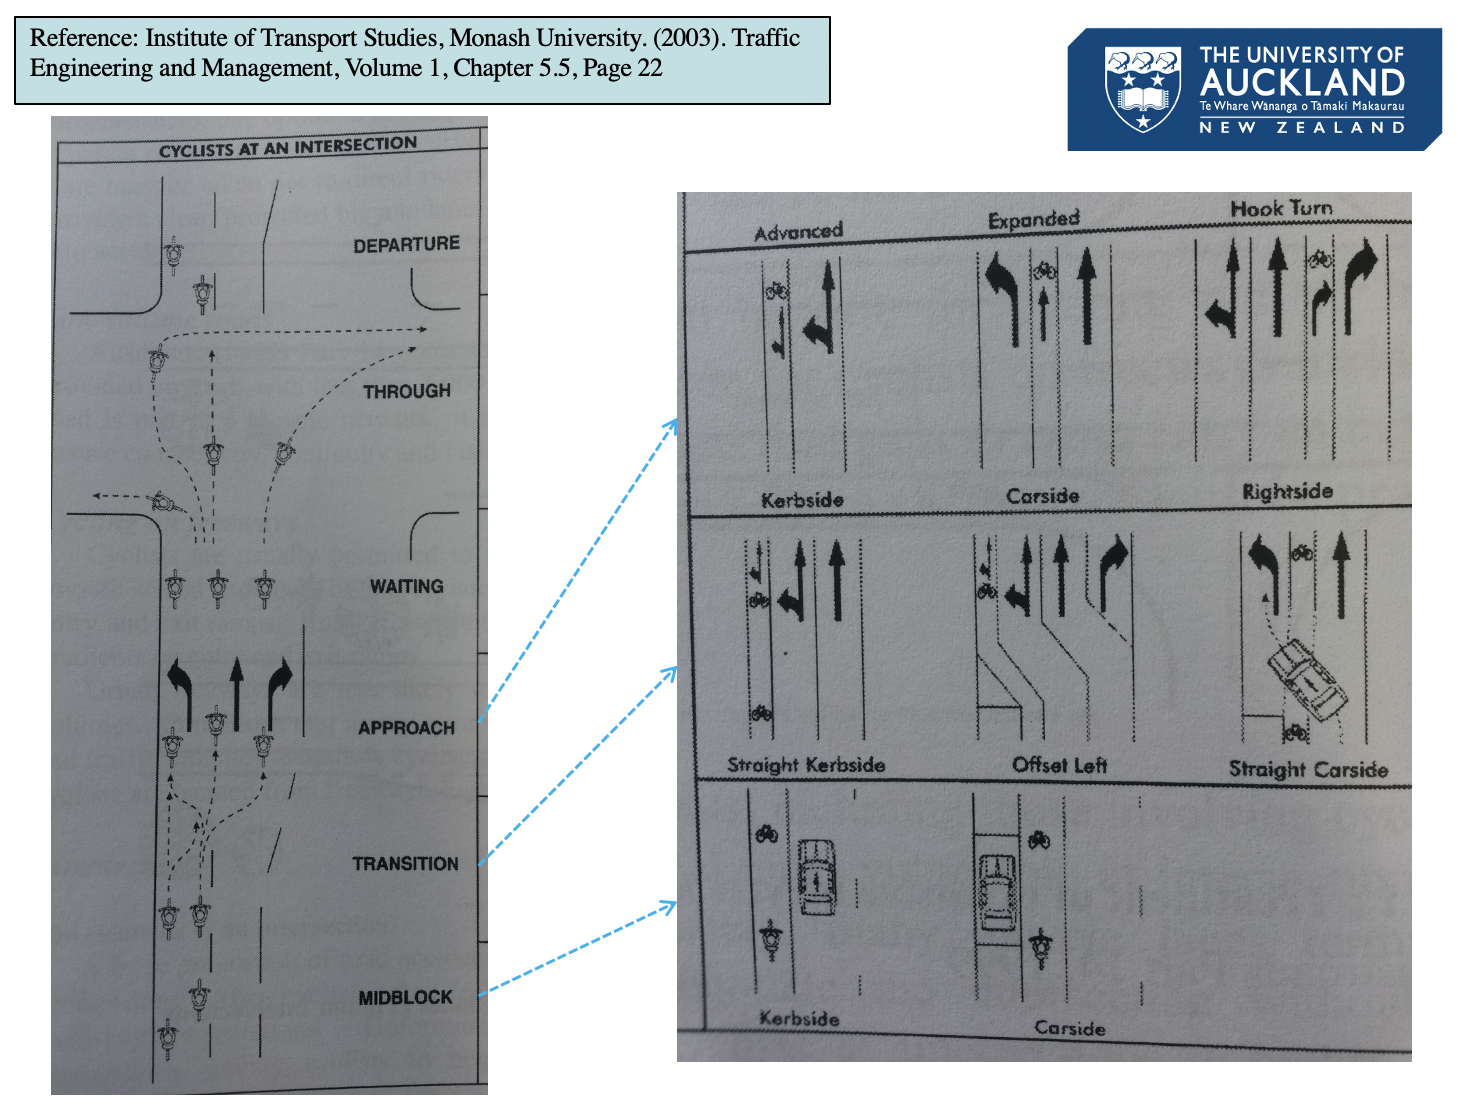 Reference: Institute of Transport Studies, Monash University. (2003). Traffic
Engineering and Management, Volume 1, Chapter 5.5, Page 22
THE UNIVERSITY OF
AUCKLAND
Te Whare Wānanga o Tāmaki Makaurau
NEW ZEALAND
CYCLISTS AT AN INTERSECTION
DEPARTURE
THROUGH
WAITING
APPROACH
TRANSITION
MIDBLOCK
Advanced
Expanded
Hook Turn
Kerbside
Carside
Rightside
Straight Kerbside
Offset Left
Straight Carside
Kerbside
Carside